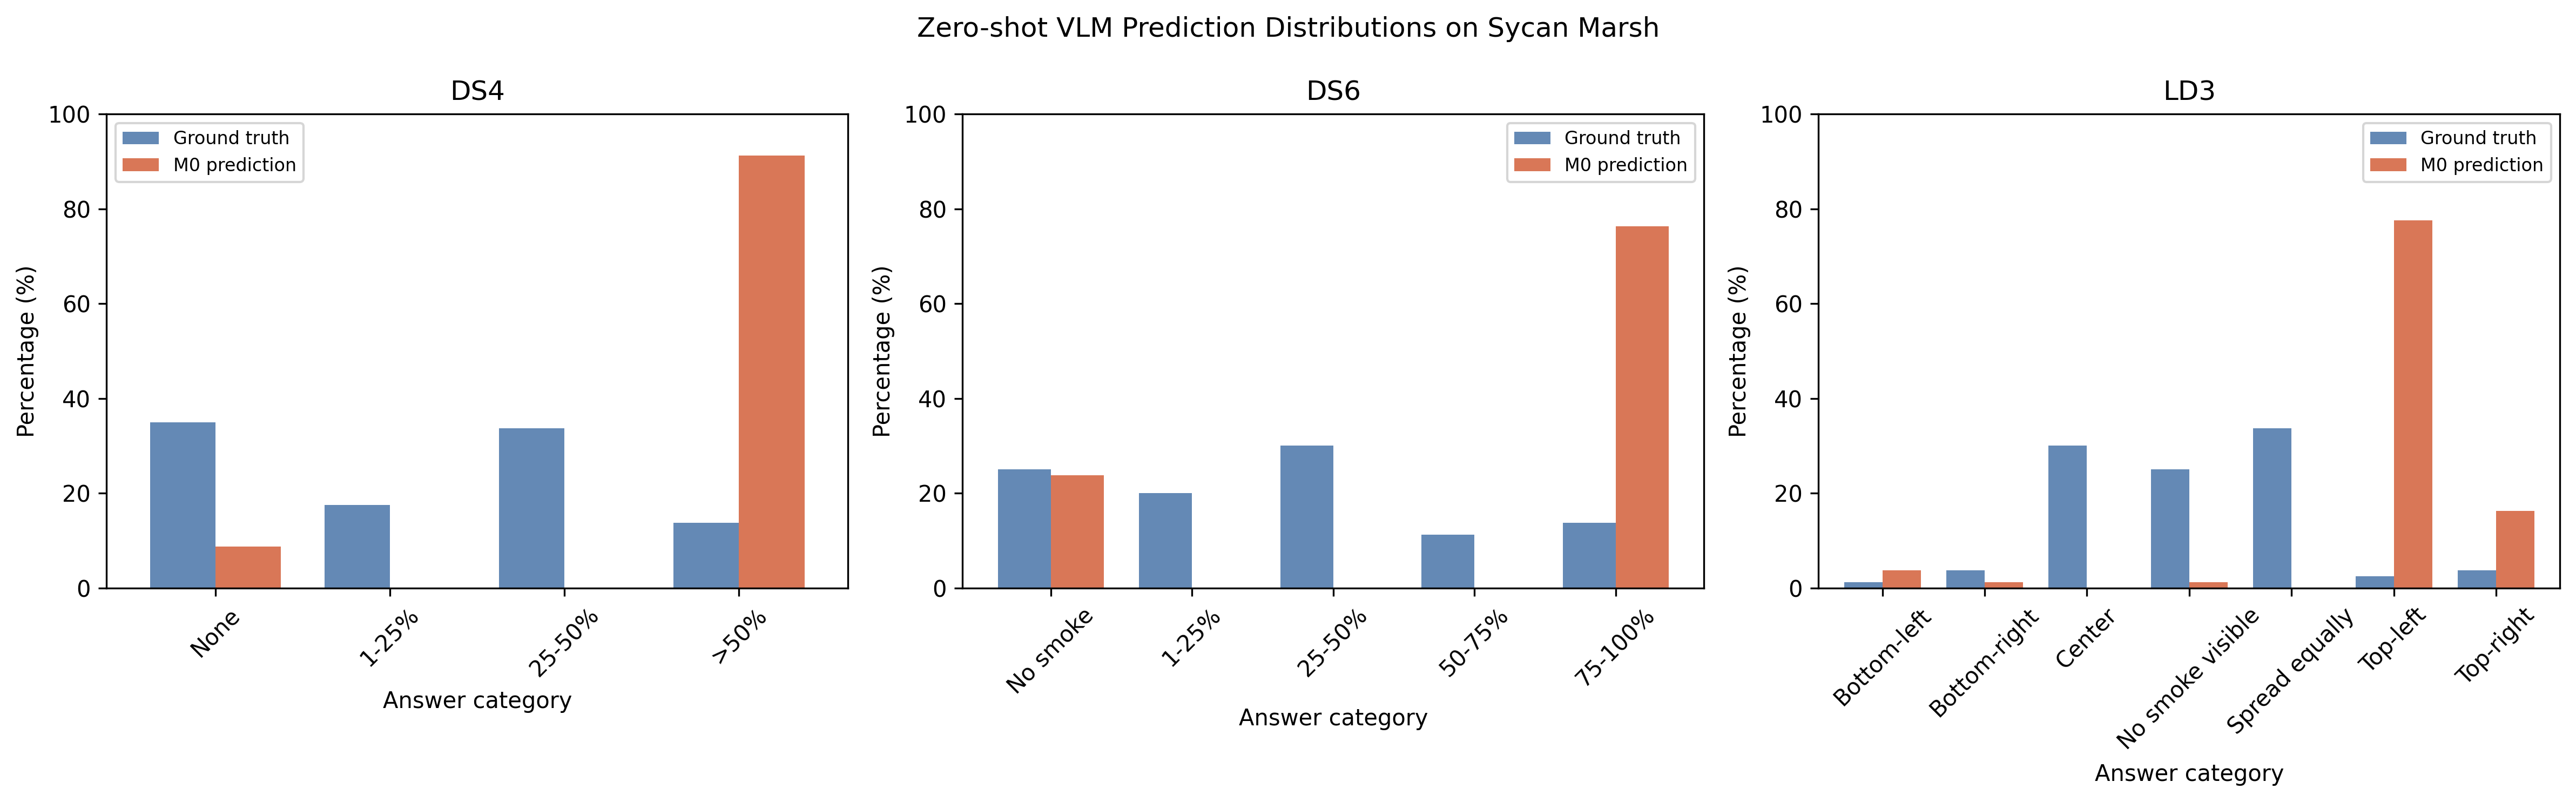 Zero-shot VLM Prediction Distributions on Sycan Marsh
DS4
Percentage (%)
100
80
60
40
20
0
Ground truth
M0 prediction
None
1-25%
25-50%
>50%
Answer category
DS6
Percentage (%)
100
80
60
40
20
0
Ground truth
M0 prediction
No smoke
1-25%
25-50%
50-75%
75-100%
Answer category
LD3
Percentage (%)
100
80
60
40
20
0
Ground truth
M0 prediction
Bottom-left
Bottom-right
Center
No smoke visible
Spread equally
Top-left
Top-right
Answer category